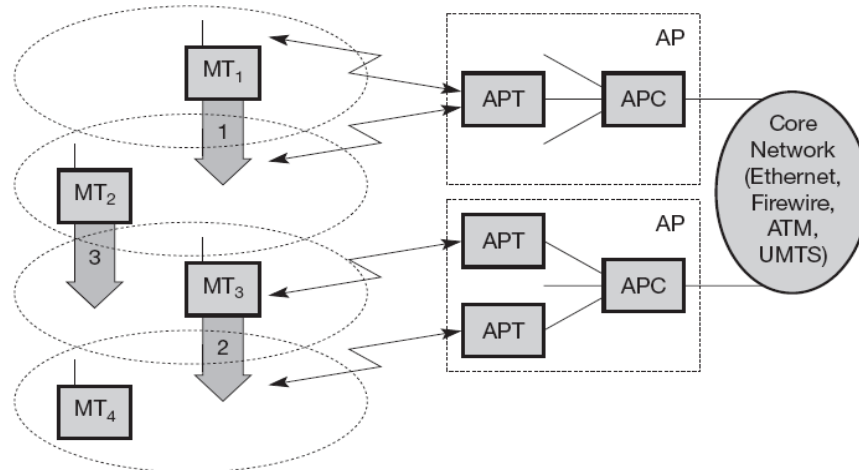 MT₁
1
MT₂
3
MT₃
2
MT₄
AP
APT
APC
AP
APT
APT
APC
Core
Network
(Ethernet,
Firewire,
ATM,
UMTS)